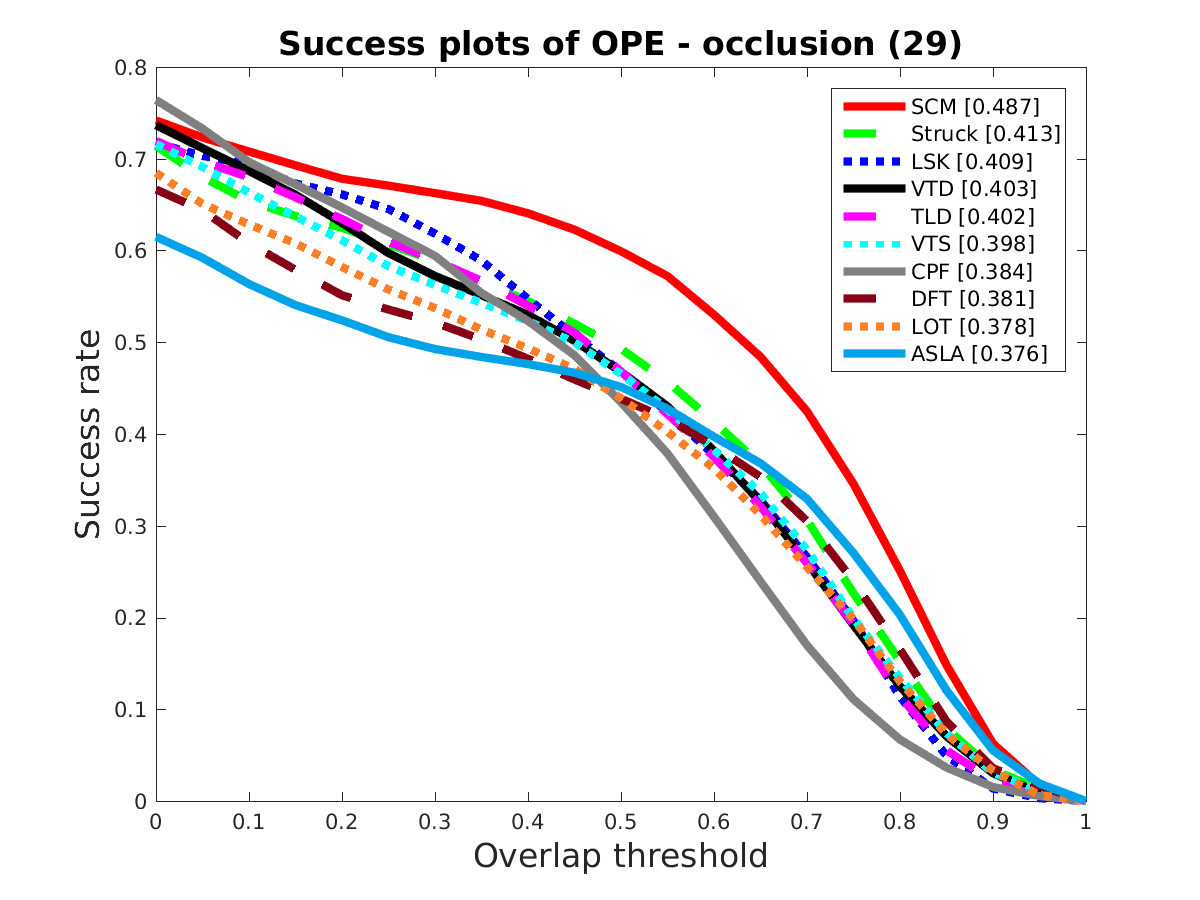 Success plots of OPE - occlusion (29)
0.8
0.7
0.6
0.5
0.4
0.3
0.2
0.1
0
Success rate
SCM [0.487]
Struck [0.413]
LSK [0.409]
VTD [0.403]
TLD [0.402]
VTS [0.398]
CPF [0.384]
DFT [0.381]
LOT [0.378]
ASLA [0.376]
0 0.1 0.2 0.3 0.4 0.5 0.6 0.7 0.8 0.9 1
Overlap threshold